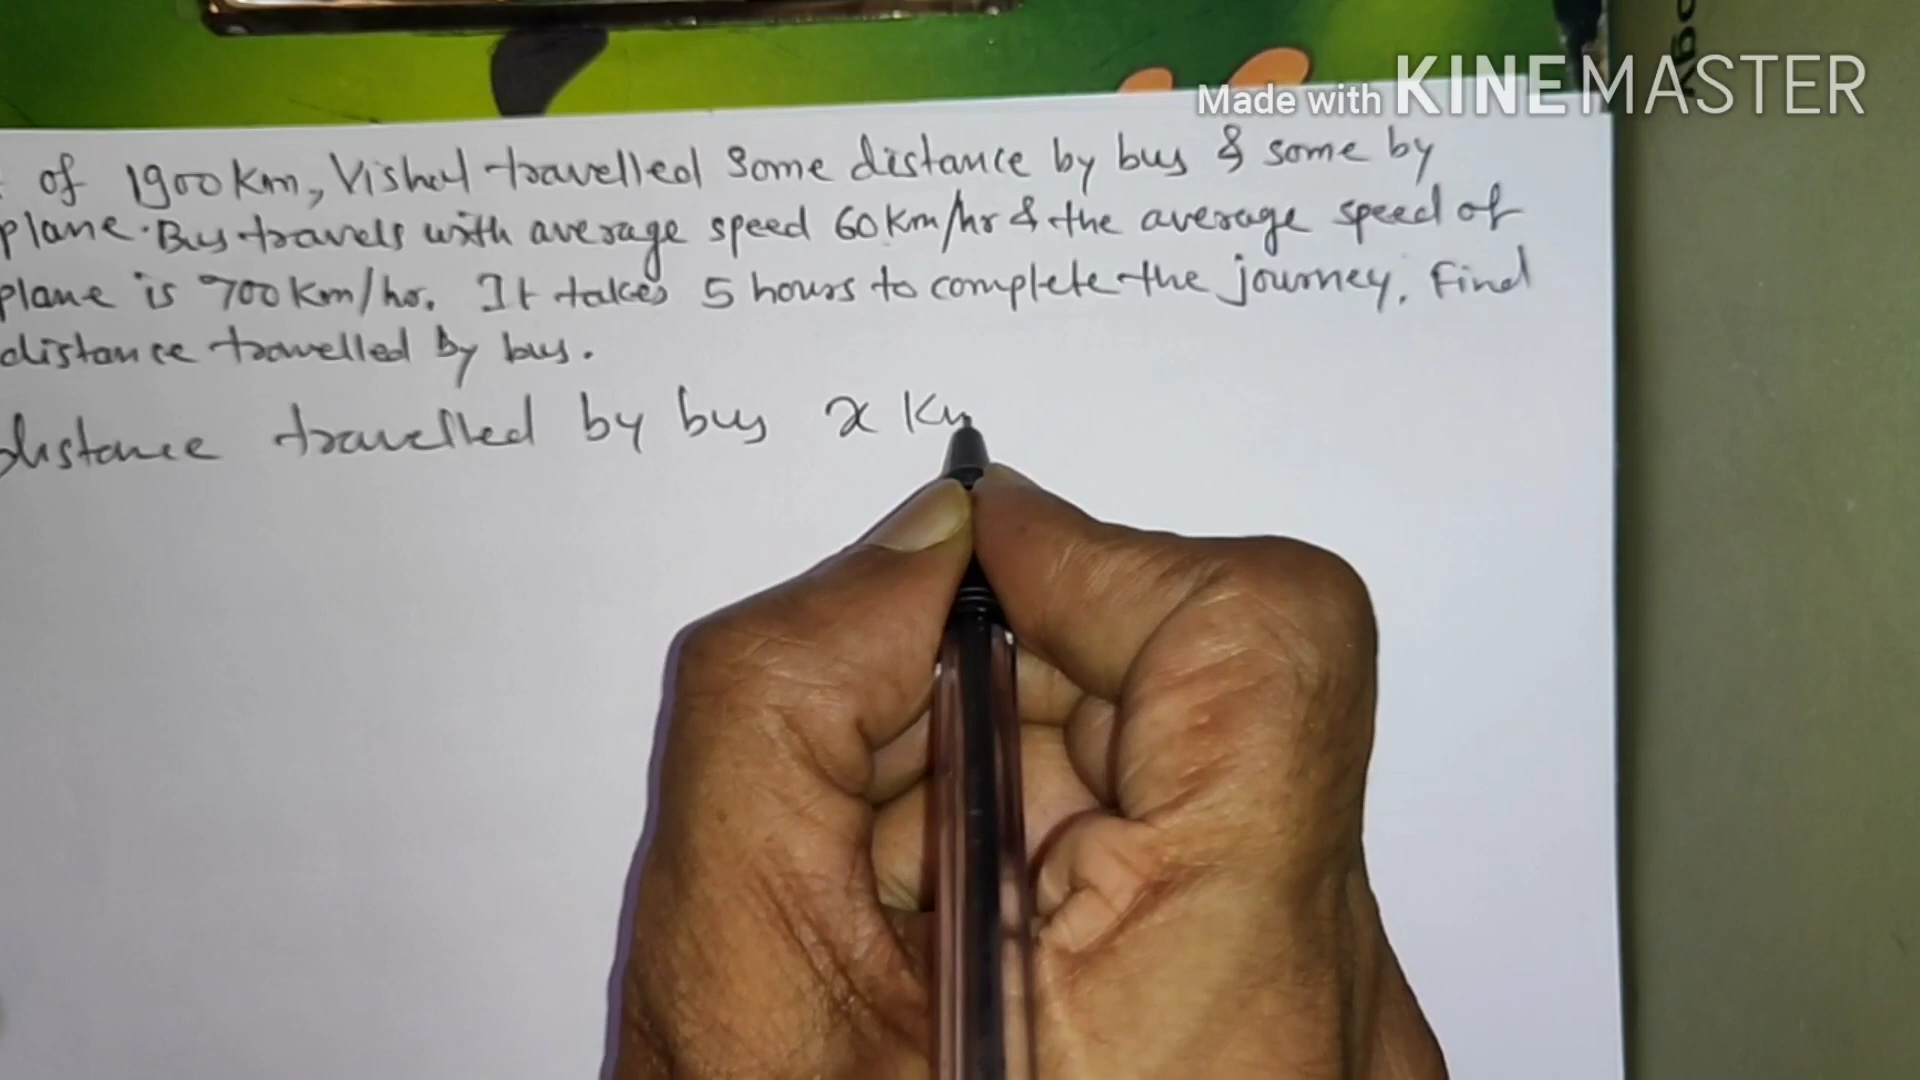 Made with KINEMASTER
of 1900 km, Vishal travelled some distance by bus & some by
plane. Bus travels with average speed 60 km/hr & the average speed of
plane is 700 km/hr. It takes 5 hours to complete the journey. Find
distance travelled by bus.
distance travelled by bus x Km